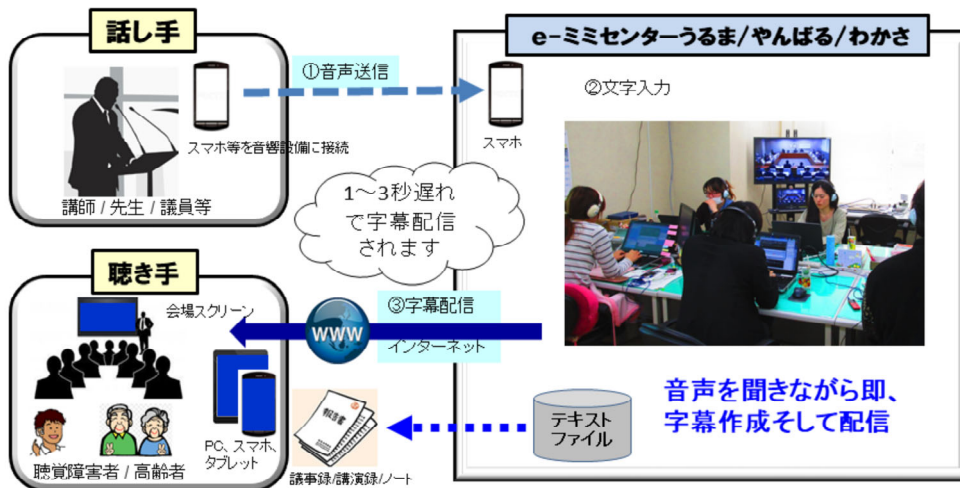 話し手
スマホ等を音響設備に接続
講師 / 先生 / 議員等
①音声送信
e-ミミセンターうるま/やんばる/わかさ
スマホ
②文字入力
1～3秒遅れ
で字幕配信
されます
聴き手
会場スクリーン
PC、スマホ、
タブレット
聴覚障害者 / 高齢者
WWW
③字幕配信
インターネット
報告書
議事録/講演録/ノート
テキスト
ファイル
音声を聞きながら即、
字幕作成そして配信